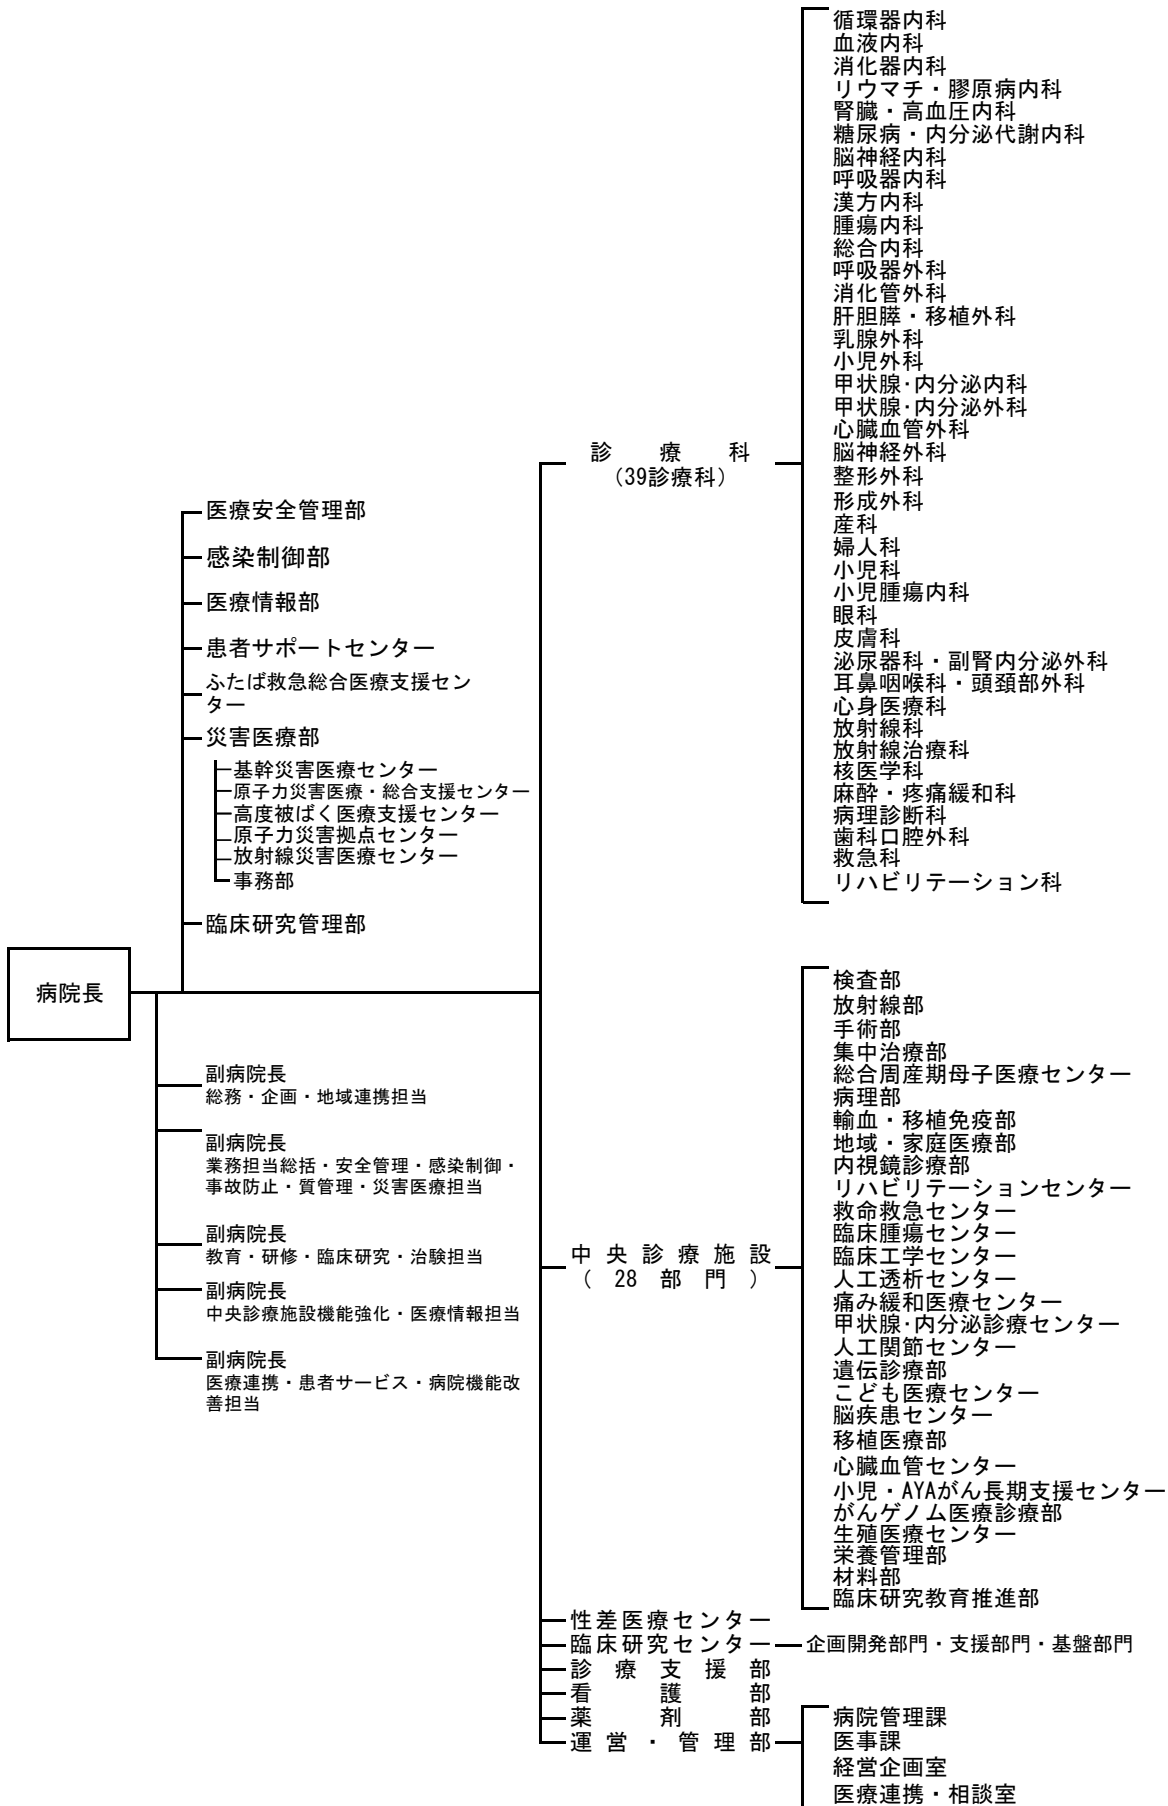 病院長
医療安全管理部
感染制御部
医療情報部
患者サポートセンター
ふたば救急総合医療支援セン
ター
災害医療部
基幹災害医療センター
原子力災害医療・総合支援センター
高度被ばく医療支援センター
原子力災害拠点センター
放射線災害医療センター
事務部
臨床研究管理部
副病院長
総務・企画・地域連携担当
副病院長
業務担当総括・安全管理・感染制御・
事故防止・質管理・災害医療担当
副病院長
教育・研修・臨床研究・治験担当
副病院長
中央診療施設機能強化・医療情報担当
副病院長
医療連携・患者サービス・病院機能改
善担当
診療科
(39診療科)
循環器内科
血液内科
消化器内科
リウマチ・膠原病内科
腎臓・高血圧内科
糖尿病・内分泌代謝内科
脳神経内科
呼吸器内科
漢方内科
腫瘍内科
総合内科
呼吸器外科
消化管外科
肝胆膵・移植外科
乳腺外科
小児外科
甲状腺･内分泌内科
甲状腺･内分泌外科
心臓血管外科
脳神経外科
整形外科
形成外科
産科
婦人科
小児科
小児腫瘍内科
眼科
皮膚科
泌尿器科・副腎内分泌外科
耳鼻咽喉科・頭頚部外科
心身医療科
放射線科
放射線治療科
核医学科
麻酔・疼痛緩和科
病理診断科
歯科口腔外科
救急科
リハビリテーション科
中央診療施設
(28部門)
検査部
放射線部
手術部
集中治療部
総合周産期母子医療センター
病理部
輸血・移植免疫部
地域・家庭医療部
内視鏡診療部
リハビリテーションセンター
救命救急センター
臨床腫瘍センター
臨床工学センター
人工透析センター
痛み緩和医療センター
甲状腺･内分泌診療センター
人工関節センター
遺伝診療部
こども医療センター
脳疾患センター
移植医療部
心臓血管センター
小児・AYAがん長期支援センター
がんゲノム医療診療部
生殖医療センター
栄養管理部
材料部
臨床研究教育推進部
性差医療センター
臨床研究センター
企画開発部門・支援部門・基盤部門
診療支援部
看護部
薬剤部
運営・管理部
病院管理課
医事課
経営企画室
医療連携・相談室